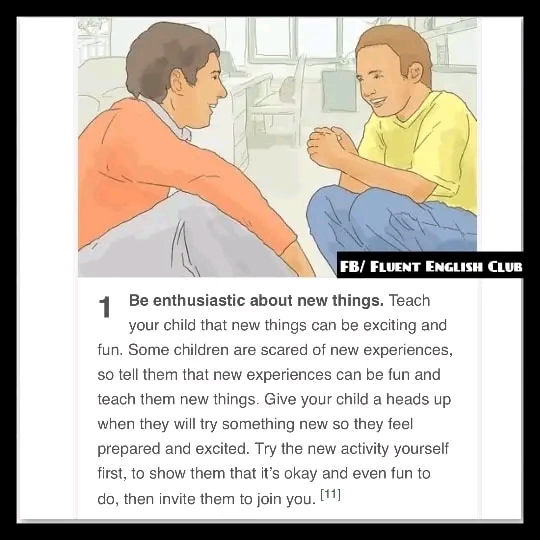 FB/ FLUENT ENGLISH CLUB
1 Be enthusiastic about new things. Teach
your child that new things can be exciting and
fun. Some children are scared of new experiences,
so tell them that new experiences can be fun and
teach them new things. Give your child a heads up
when they will try something new so they feel
prepared and excited. Try the new activity yourself
first, to show them that it's okay and even fun to
do, then invite them to join you. [11]